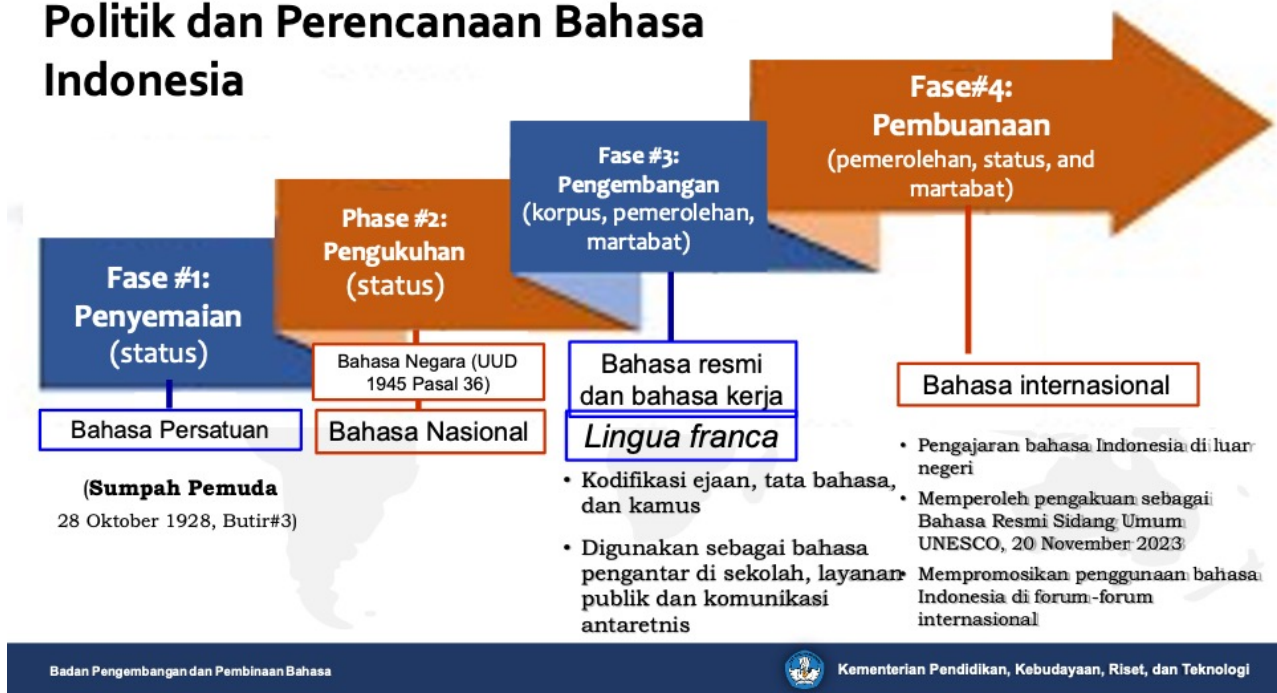 Politik dan Perencanaan Bahasa
Indonesia
Fase #1:
Penyemaian
(status)
Bahasa Persatuan
(Sumpah Pemuda
28 Oktober 1928, Butir#3)
Phase #2:
Pengukuhan
(status)
Bahasa Negara (UUD
1945 Pasal 36)
Bahasa Nasional
Fase #3:
Pengembangan
(korpus, pemerolehan,
martabat)
Bahasa resmi
dan bahasa kerja
Lingua franca
• Kodifikasi ejaan, tata bahasa,
dan kamus
• Digunakan sebagai bahasa
pengantar di sekolah, layanan
publik dan komunikasi
antaretnis
Fase#4:
Pembuanaan
(pemerolehan, status, and
martabat)
Bahasa internasional
• Pengajaran bahasa Indonesia di luar
negeri
• Memperoleh pengakuan sebagai
Bahasa Resmi Sidang Umum
UNESCO, 20 November 2023
• Mempromosikan penggunaan bahasa
Indonesia di forum-forum
internasional
Badan Pengembangan dan Pembinaan Bahasa
Kementerian Pendidikan, Kebudayaan, Riset, dan Teknologi